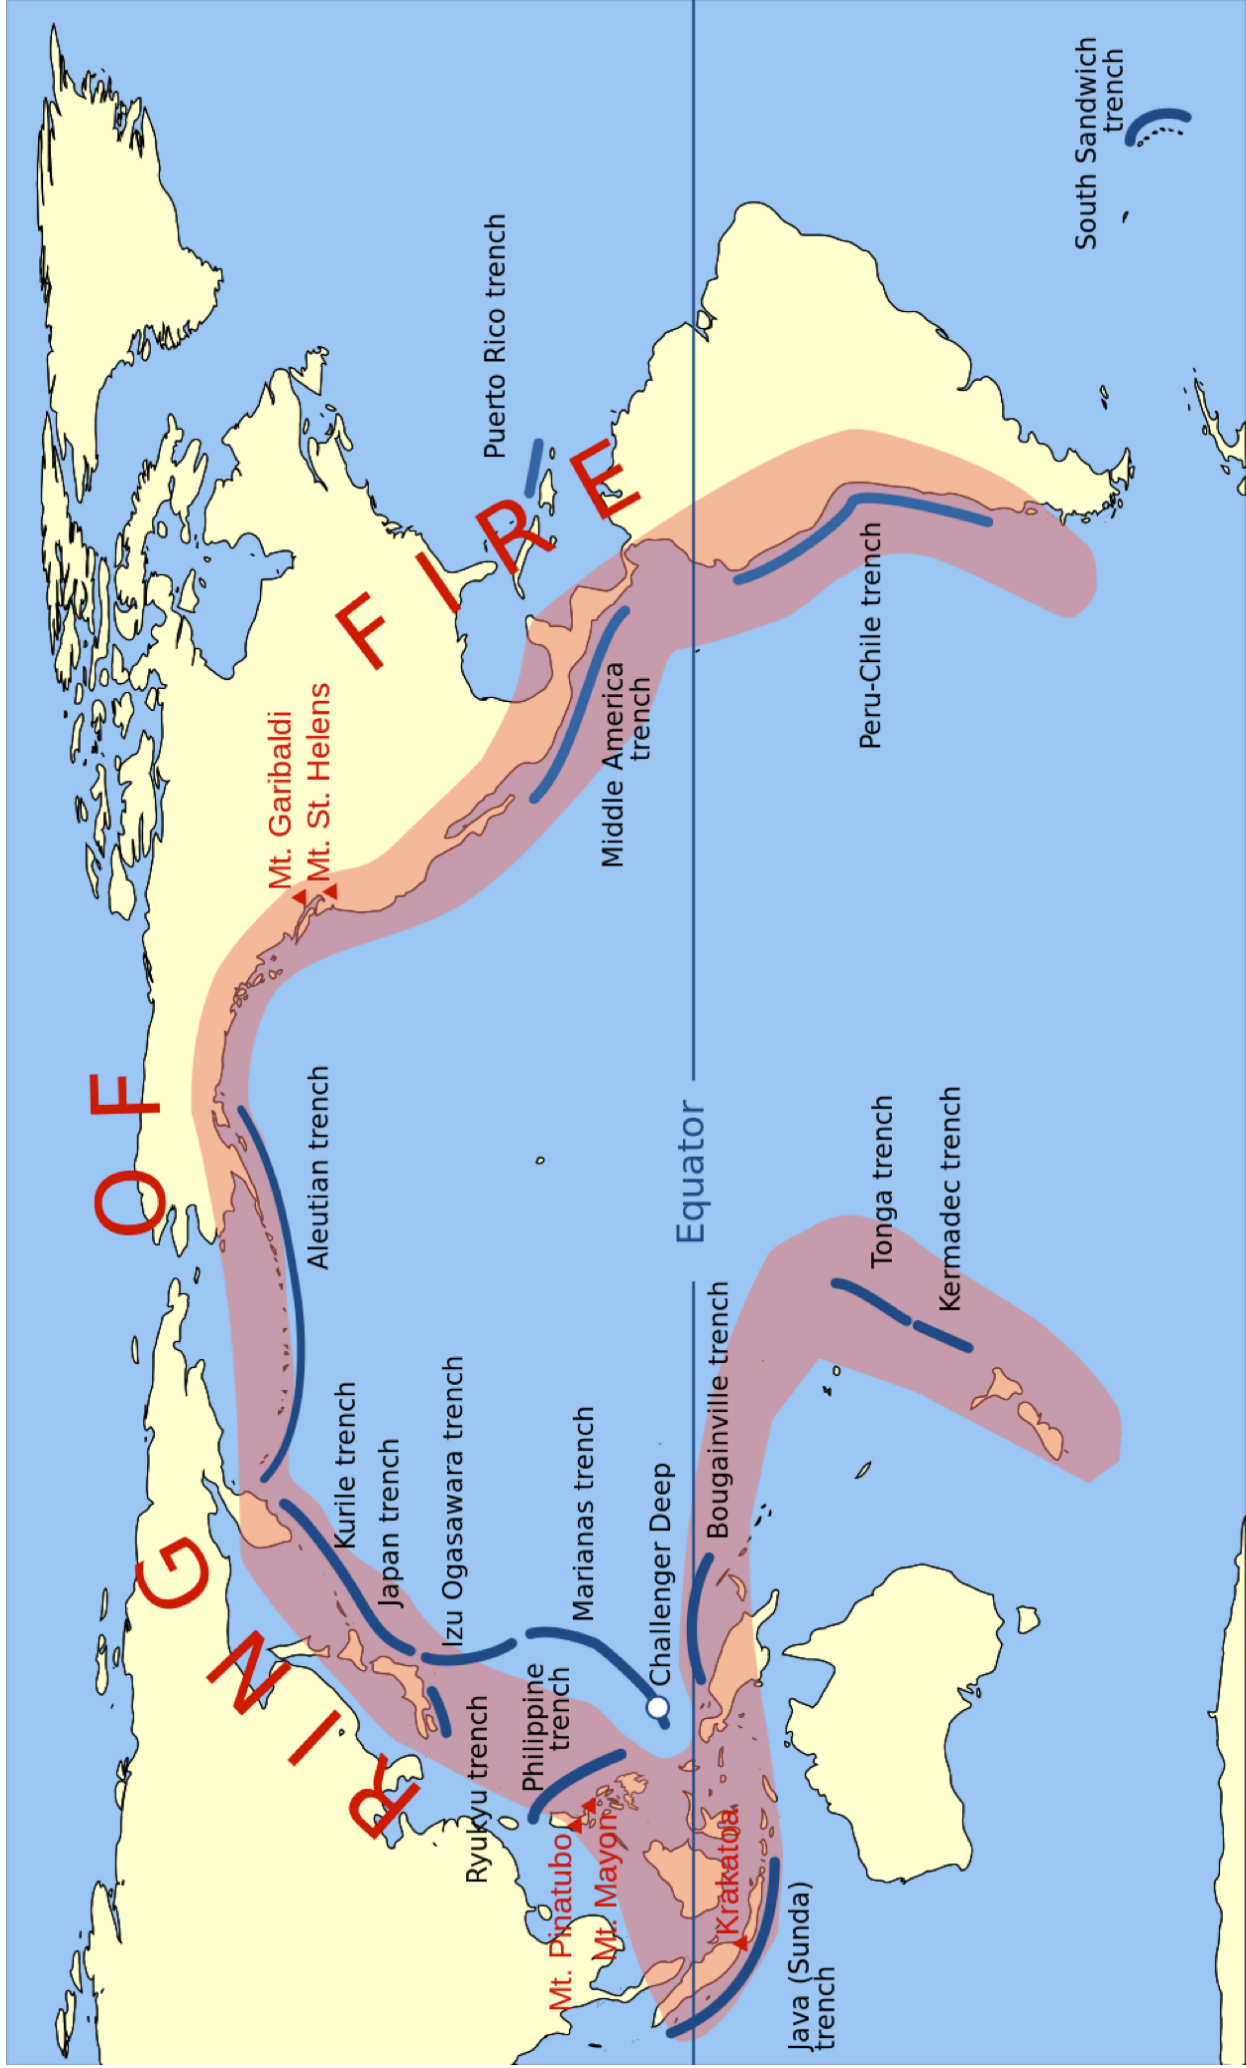 RING
OF
FIRE
Aleutian trench
Kurile trench
Japan trench
Izu Ogasawara trench
Ryukyu trench
Philippine
trench
Marianas trench
Challenger Deep
Bougainville trench
Mt. Pinatubo
Mt. Mayon
Krakatoa
Java (Sunda)
trench
Equator
Tonga trench
Kermadec trench
Mt. Garibaldi
Mt. St. Helens
Middle America
trench
Puerto Rico trench
Peru-Chile trench
South Sandwich
trench